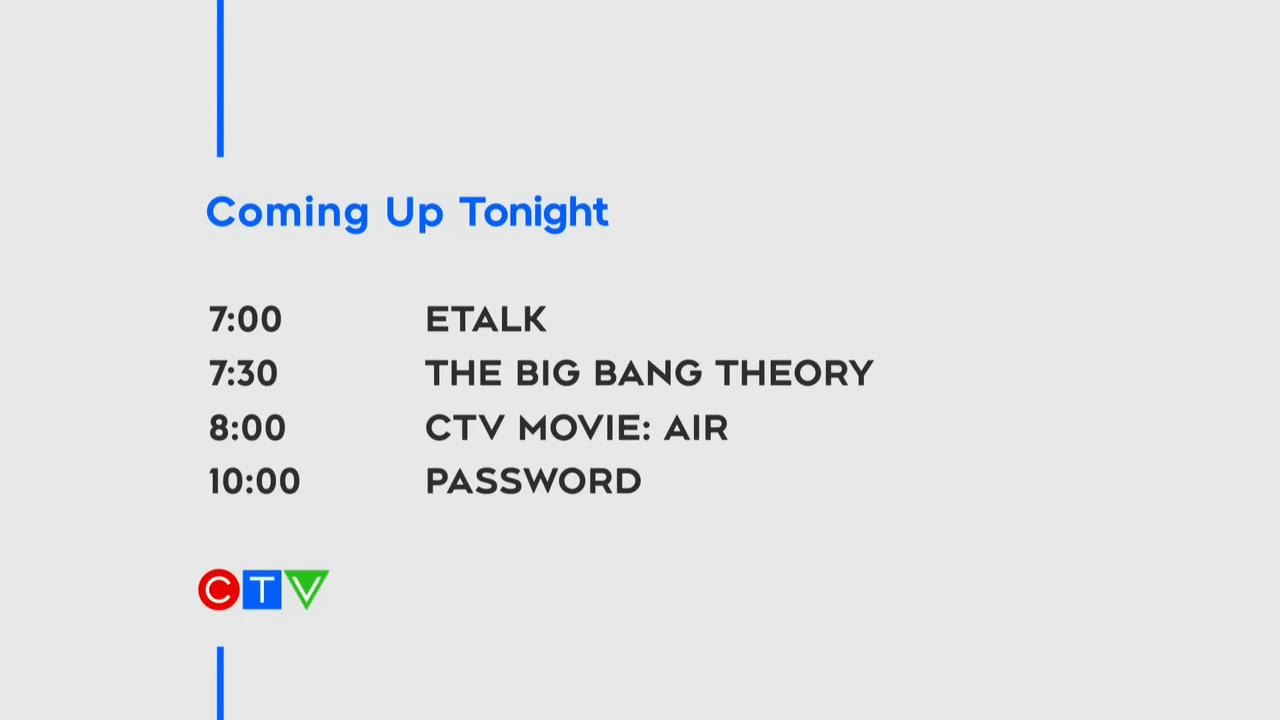 Coming Up Tonight
7:00 ETALK
7:30 THE BIG BANG THEORY
8:00 CTV MOVIE: AIR
10:00 PASSWORD
CTV